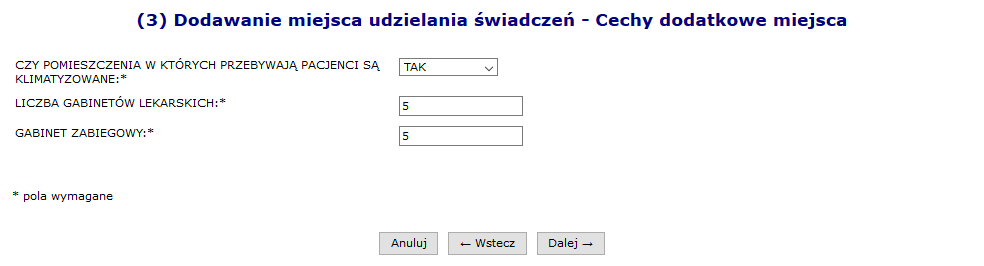 (3) Dodawanie miejsca udzielania świadczeń - Cechy dodatkowe miejsca
CZY POMIESZCZENIA W KTÓRYCH PRZEBYWAJĄ PACJENCI SĄ
KLIMATYZOWANE:*
TAK
LICZBA GABINETÓW LEKARSKICH:*
5
GABINET ZABIEGOWY:*
5
* pola wymagane
Anuluj
← Wstecz
Dalej →